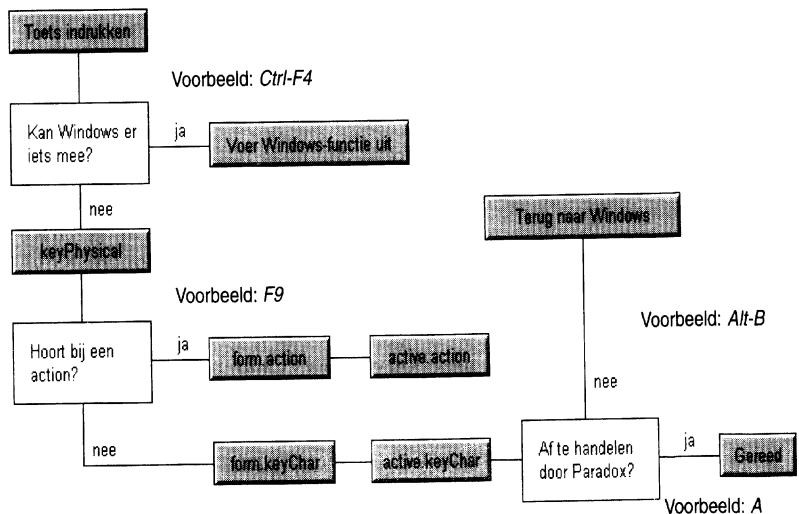 Toets indrukken
Voorbeeld: Ctrl-F4
Kan Windows er
iets mee?
ja
Voer Windows-functie uit
nee
Terug naar Windows
keyPhysical
Voorbeeld: F9
Voorbeeld: Alt-B
Hoort bij een
action?
ja
form.action
active.action
nee
nee
form.keyChar
active.keyChar
Af te handelen
door Paradox?
ja
Gereed
Voorbeeld: A